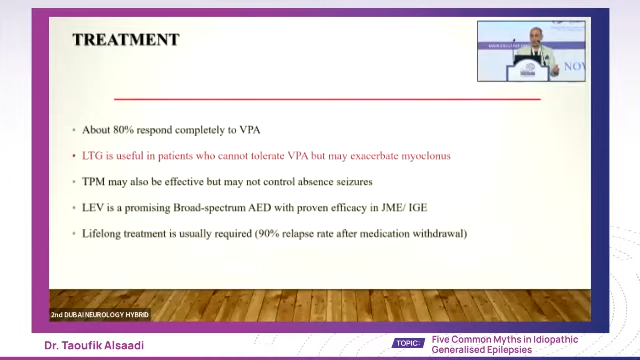 TREATMENT
NOV
• About 80% respond completely to VPA
• LTG is useful in patients who cannot tolerate VPA but may exacerbate myoclonus
• TPM may also be effective but may not control absence seizures
• LEV is a promising Broad-spectrum AED with proven efficacy in JME/ IGE
• Lifelong treatment is usually required (90% relapse rate after medication withdrawal)
2nd DUBAI NEUROLOGY HYBRID
Dr. Taoufik Alsaadi
TOPIC:
Five Common Myths in Idiopathic
Generalised Epilepsies